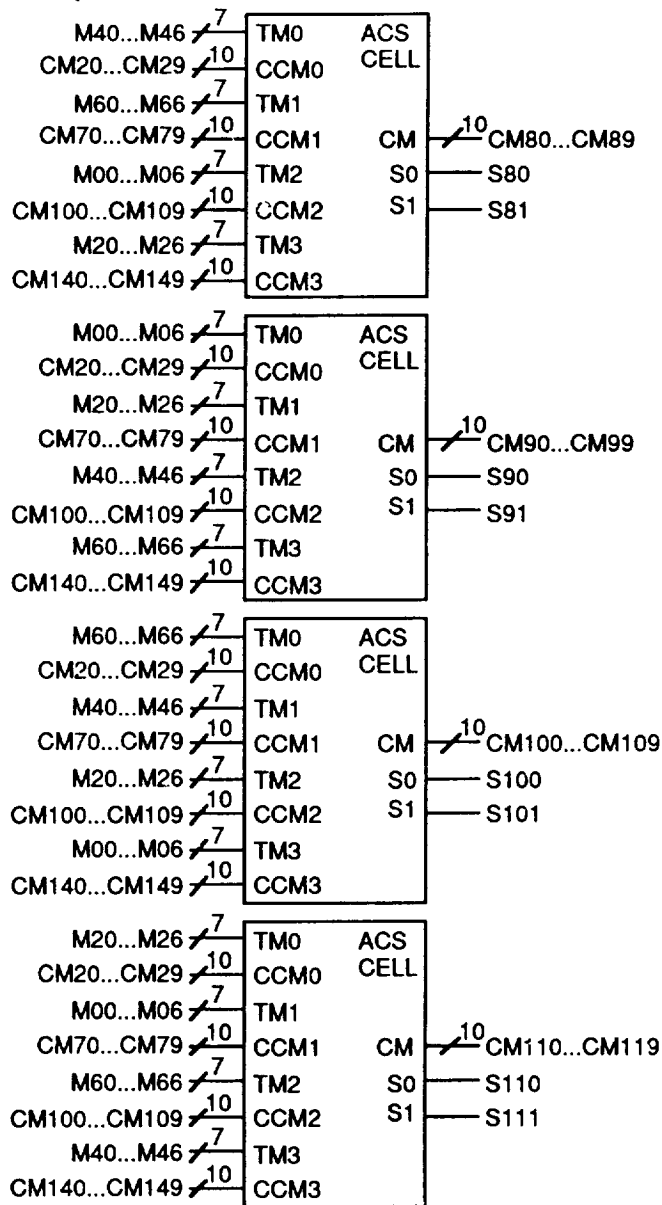 M40...M46 7 TM0 ACS
CM20...CM29 10 CCM0 CELL
M60...M66 7 TM1
CM70...CM79 10 CCM1 CM 10 CM80...CM89
M00...M06 7 TM2 S0 S80
CM100...CM109 10 CCM2 S1 S81
M20...M26 7 TM3
CM140...CM149 10 CCM3
M00...M06 7 TM0 ACS
CM20...CM29 10 CCM0 CELL
M20...M26 7 TM1
CM70...CM79 10 CCM1 CM 10 CM90...CM99
M40...M46 7 TM2 S0 S90
CM100...CM109 10 CCM2 S1 S91
M60...M66 7 TM3
CM140...CM149 10 CCM3
M60...M66 7 TM0 ACS
CM20...CM29 10 CCM0 CELL
M40...M46 7 TM1
CM70...CM79 10 CCM1 CM 10 CM100...CM109
M20...M26 7 TM2 S0 S100
CM100...CM109 10 CCM2 S1 S101
M00...M06 7 TM3
CM140...CM149 10 CCM3
M20...M26 7 TM0 ACS
CM20...CM29 10 CCM0 CELL
M00...M06 7 TM1
CM70...CM79 10 CCM1 CM 10 CM110...CM119
M60...M66 7 TM2 S0 S110
CM100...CM109 10 CCM2 S1 S111
M40...M46 7 TM3
CM140...CM149 10 CCM3